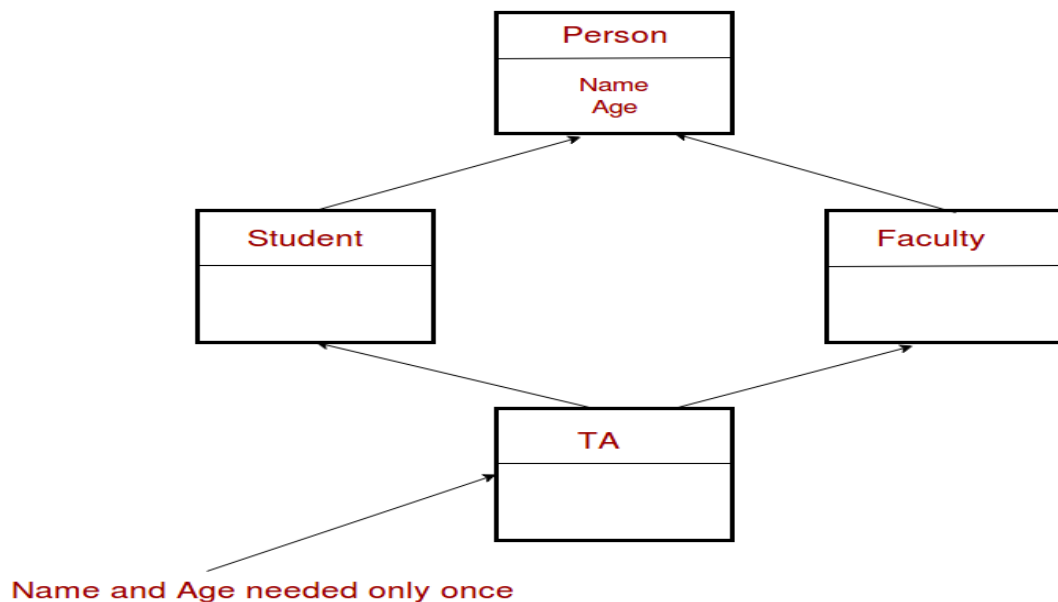 Person
Name
Age
Student
Faculty
TA
Name and Age needed only once